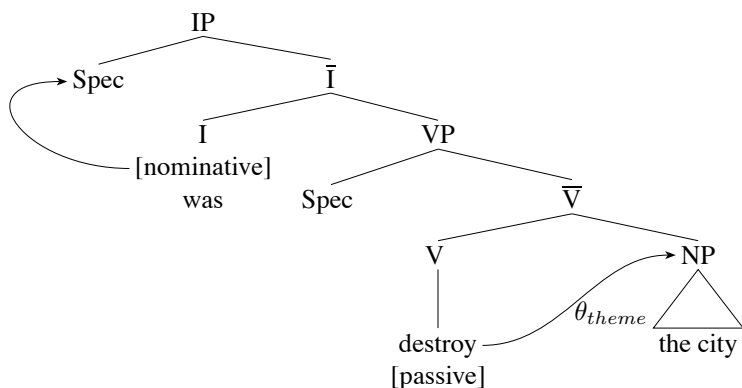 IP
Spec
I̅
I
VP
[nominative]
was
Spec
V̅
V
NP
θtheme
destroy
the city
[passive]